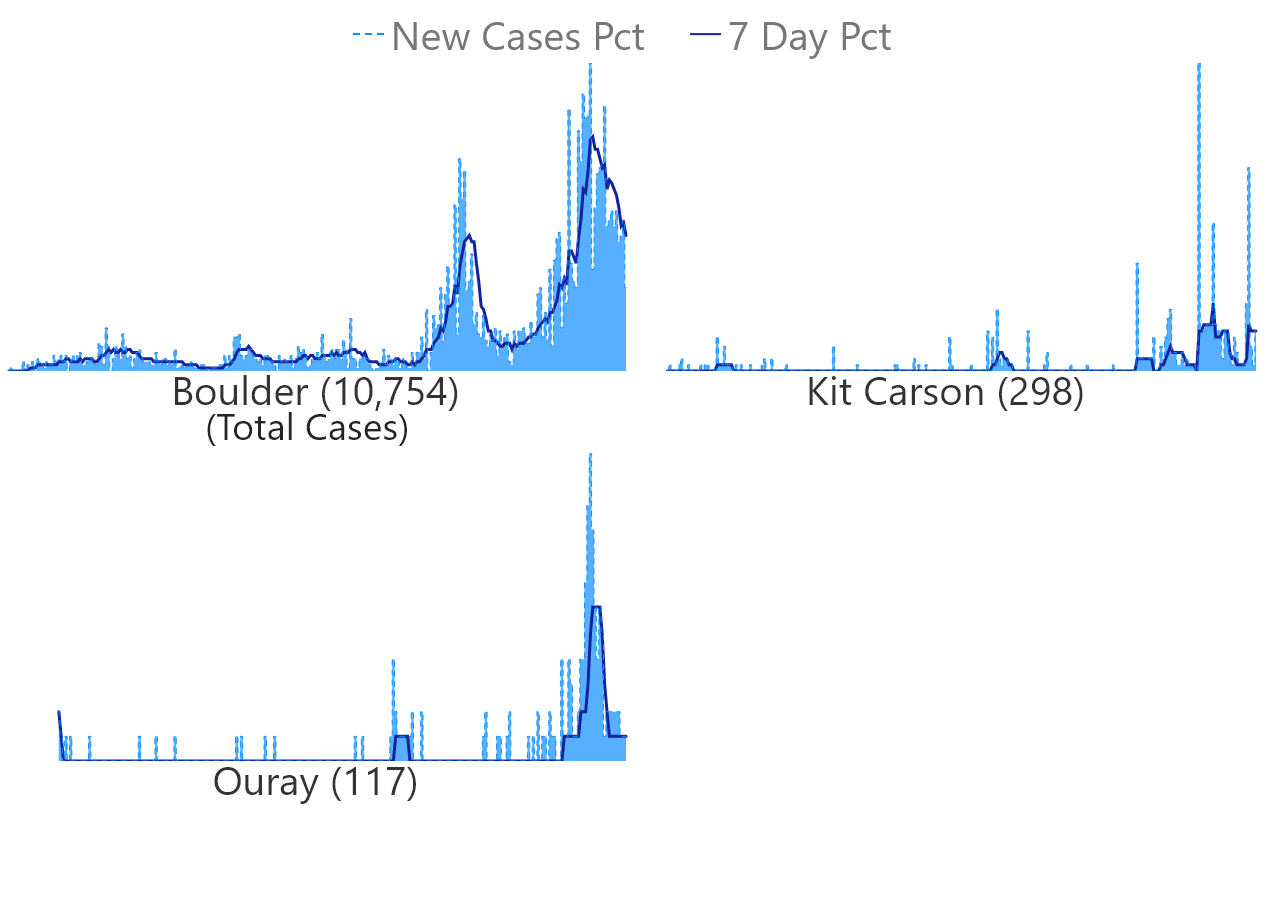 New Cases Pct 7 Day Pct
Boulder (10,754)
(Total Cases)
Kit Carson (298)
Ouray (117)